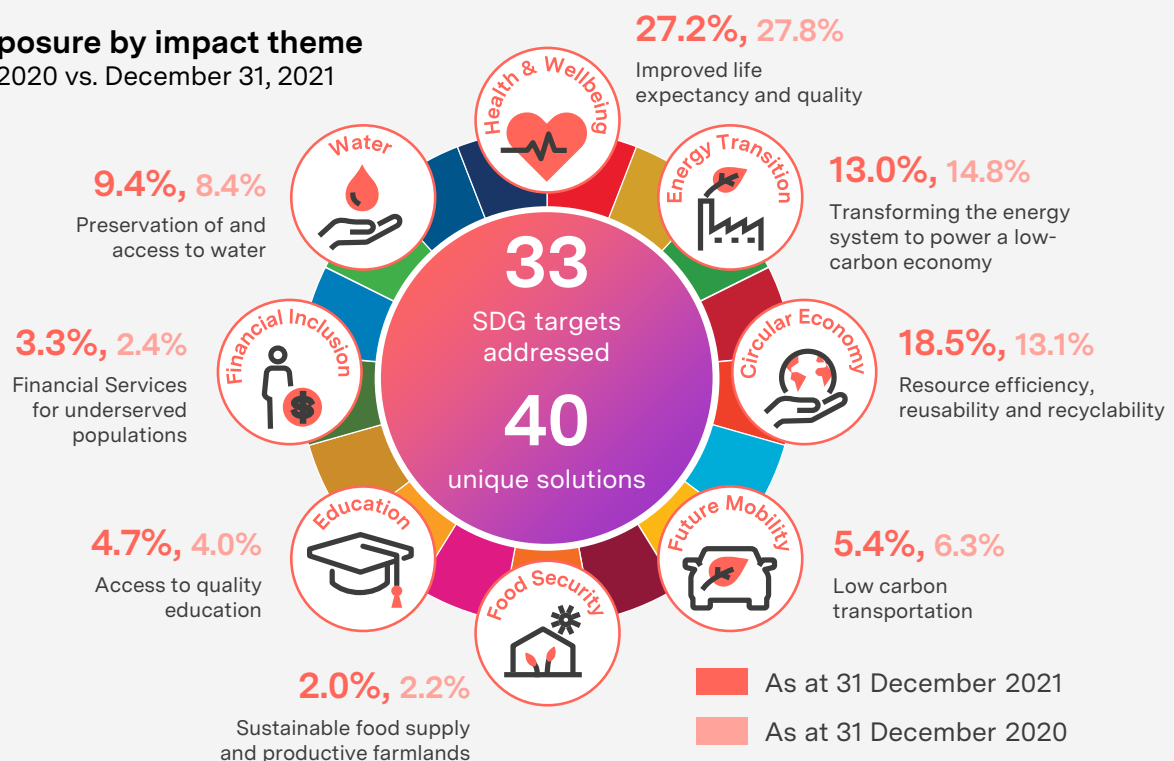 posure by impact theme
2020 vs. December 31, 2021
27.2%, 27.8%
Improved life
expectancy and quality
Health & Wellbeing
Energy Transition
13.0%, 14.8%
Transforming the energy
system to power a low-
carbon economy
Water
9.4%, 8.4%
Preservation of and
access to water
33
SDG targets
addressed
40
unique solutions
Circular Economy
18.5%, 13.1%
Resource efficiency,
reusability and recyclability
Financial Inclusion
$
3.3%, 2.4%
Financial Services
for underserved
populations
Future Mobility
5.4%, 6.3%
Low carbon
transportation
Education
4.7%, 4.0%
Access to quality
education
Food Security
2.0%, 2.2%
Sustainable food supply
and productive farmlands
As at 31 December 2021
As at 31 December 2020